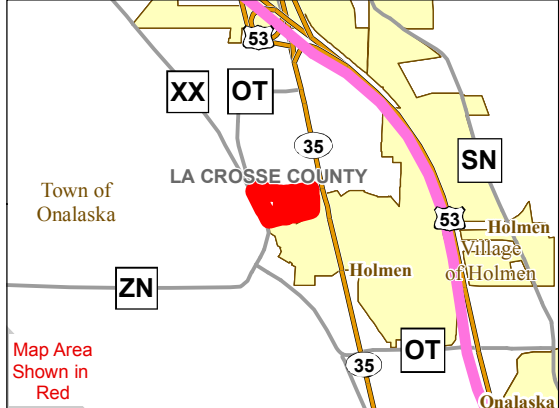 53
XX
OT
35
LA CROSSE COUNTY
SN
Town of
Onalaska
53
Holmen
Village
of Holmen
Holmen
ZN
OT
35
Map Area
Shown in
Red
Onalaska